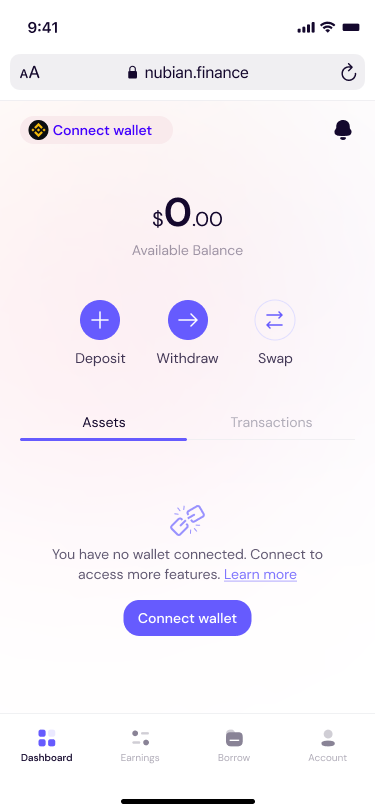 9:41
AA nubian.finance
Connect wallet
$0.00
Available Balance
Deposit Withdraw Swap
Assets Transactions
You have no wallet connected. Connect to
access more features. Learn more
Connect wallet
Dashboard Earnings Borrow Account